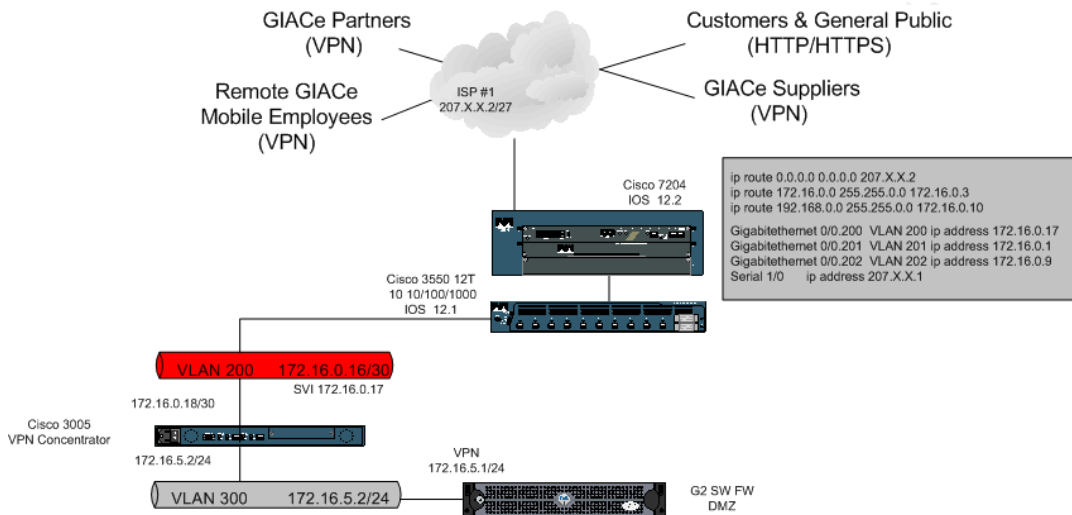 GIACe Partners
(VPN)
Customers & General Public
(HTTP/HTTPS)
Remote GIACe
Mobile Employees
(VPN)
ISP #1
207.X.X.2/27
GIACe Suppliers
(VPN)
Cisco 7204
IOS 12.2
ip route 0.0.0.0 0.0.0.0 207.X.X.2
ip route 172.16.0.0 255.255.0.0 172.16.0.3
ip route 192.168.0.0 255.255.0.0 172.16.0.10
Gigabitethernet 0/0.200 VLAN 200 ip address 172.16.0.17
Gigabitethernet 0/0.201 VLAN 201 ip address 172.16.0.1
Gigabitethernet 0/0.202 VLAN 202 ip address 172.16.0.9
Serial 1/0 ip address 207.X.X.1
Cisco 3550 12T
10 10/100/1000
IOS 12.1
VLAN 200 172.16.0.16/30
SVI 172.16.0.17
172.16.0.18/30
Cisco 3005
VPN Concentrator
172.16.5.2/24
VPN
172.16.5.1/24
VLAN 300 172.16.5.2/24
G2 SW FW
DMZ